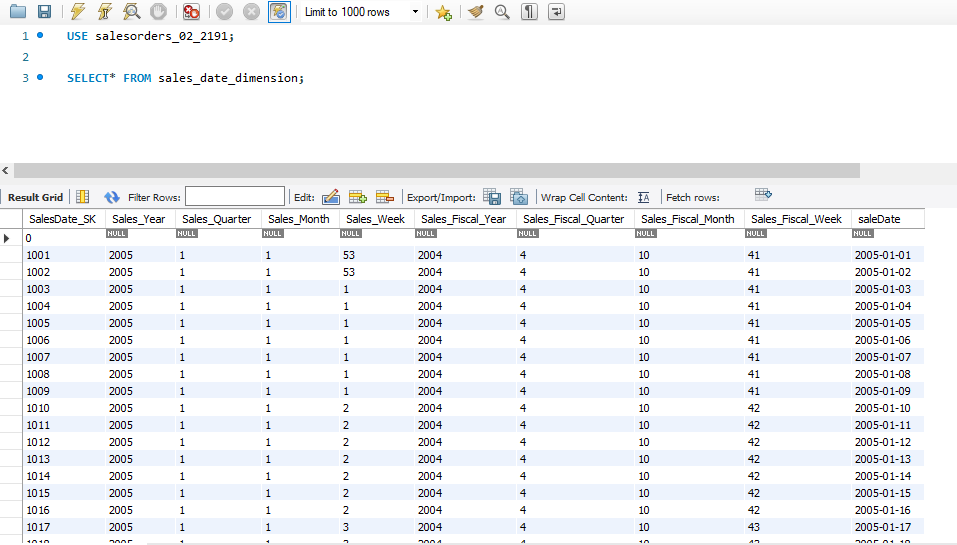 Limit to 1000 rows
1 USE salesorders_02_2191;
2
3 SELECT* FROM sales_date_dimension;
Result Grid Filter Rows: Edit: Export/Import: Wrap Cell Content: Fetch rows:
SalesDate_SK Sales_Year Sales_Quarter Sales_Month Sales_Week Sales_Fiscal_Year Sales_Fiscal_Quarter Sales_Fiscal_Month Sales_Fiscal_Week saleDate
0 NULL NULL NULL NULL NULL NULL NULL NULL NULL
1001 2005 1 1 53 2004 4 10 41 2005-01-01
1002 2005 1 1 53 2004 4 10 41 2005-01-02
1003 2005 1 1 1 2004 4 10 41 2005-01-03
1004 2005 1 1 1 2004 4 10 41 2005-01-04
1005 2005 1 1 1 2004 4 10 41 2005-01-05
1006 2005 1 1 1 2004 4 10 41 2005-01-06
1007 2005 1 1 1 2004 4 10 41 2005-01-07
1008 2005 1 1 1 2004 4 10 41 2005-01-08
1009 2005 1 1 1 2004 4 10 41 2005-01-09
1010 2005 1 1 2 2004 4 10 42 2005-01-10
1011 2005 1 1 2 2004 4 10 42 2005-01-11
1012 2005 1 1 2 2004 4 10 42 2005-01-12
1013 2005 1 1 2 2004 4 10 42 2005-01-13
1014 2005 1 1 2 2004 4 10 42 2005-01-14
1015 2005 1 1 2 2004 4 10 42 2005-01-15
1016 2005 1 1 2 2004 4 10 42 2005-01-16
1017 2005 1 1 3 2004 4 10 43 2005-01-17